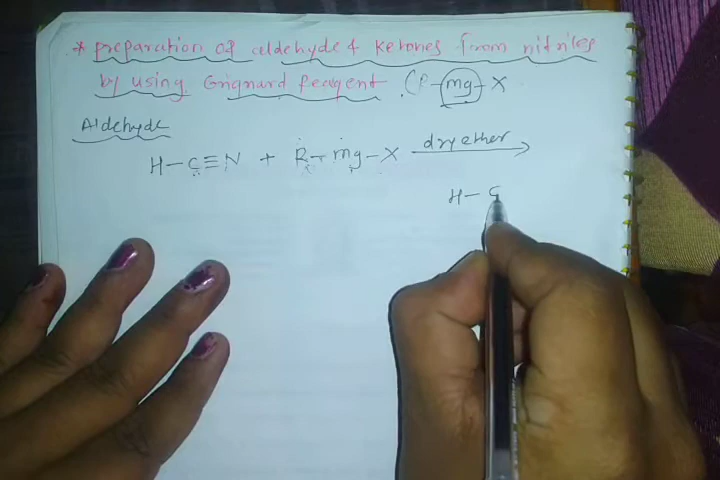 * Preparation of aldehyde & Ketones from nitriles
by using Grignard Reagent (R-mg-X
Aldehyde
H-C≡N + R-mg-X dry ether
H-C